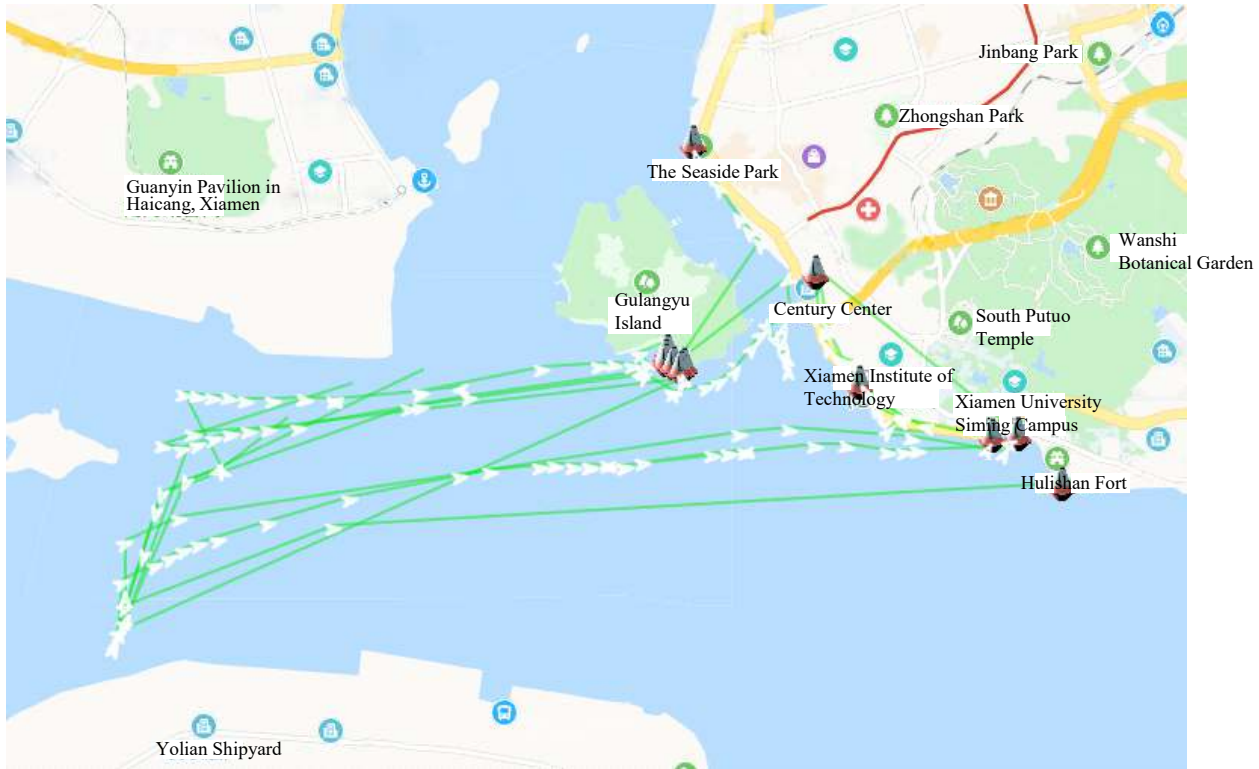 Jinbang Park
Zhongshan Park
The Seaside Park
Guanyin Pavilion in
Haicang, Xiamen
Wanshi
Botanical Garden
Gulangyu
Island
Century Center
South Putuo
Temple
Xiamen Institute of
Technology
Xiamen University
Siming Campus
Hulishan Fort
Yolian Shipyard